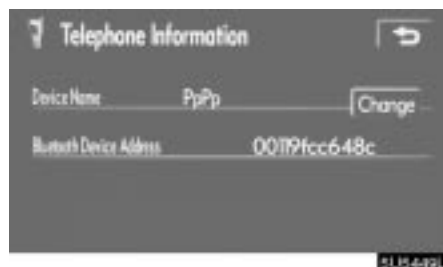 Telephone Information
Device Name PpPp Change
Bluetooth Device Address 00119fcc648c